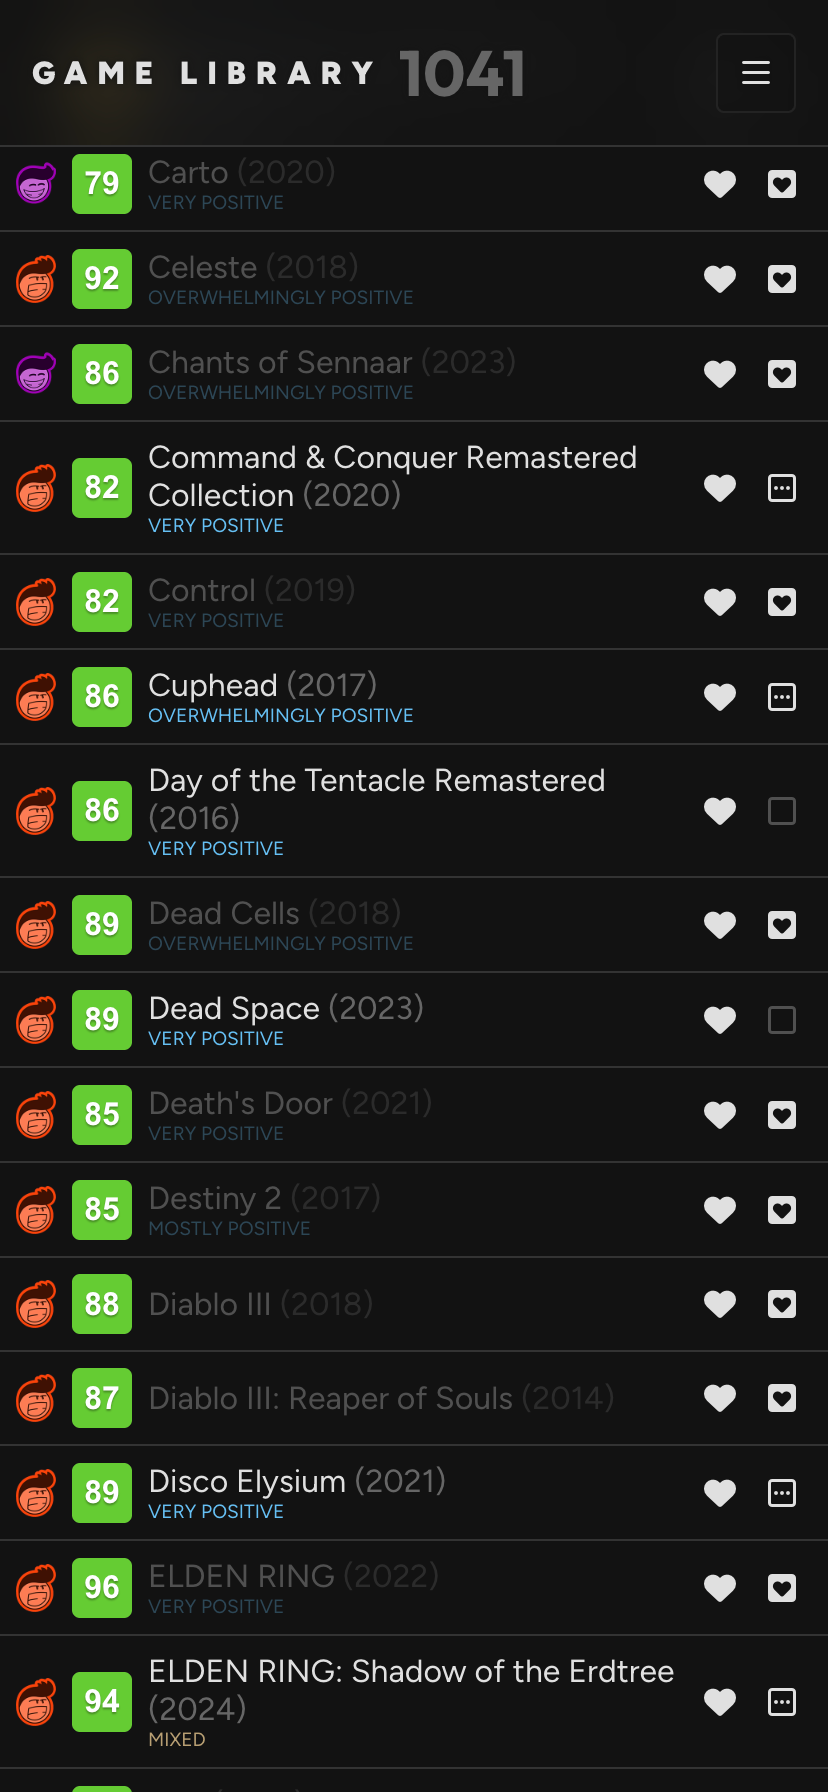 GAME LIBRARY 1041
79 Carto (2020)
VERY POSITIVE
92 Celeste (2018)
OVERWHELMINGLY POSITIVE
86 Chants of Sennaar (2023)
OVERWHELMINGLY POSITIVE
82 Command & Conquer Remastered
Collection (2020)
VERY POSITIVE
82 Control (2019)
VERY POSITIVE
86 Cuphead (2017)
OVERWHELMINGLY POSITIVE
86 Day of the Tentacle Remastered
(2016)
VERY POSITIVE
89 Dead Cells (2018)
OVERWHELMINGLY POSITIVE
89 Dead Space (2023)
VERY POSITIVE
85 Death's Door (2021)
VERY POSITIVE
85 Destiny 2 (2017)
MOSTLY POSITIVE
88 Diablo III (2018)
87 Diablo III: Reaper of Souls (2014)
89 Disco Elysium (2021)
VERY POSITIVE
96 ELDEN RING (2022)
VERY POSITIVE
94 ELDEN RING: Shadow of the Erdtree
(2024)
MIXED